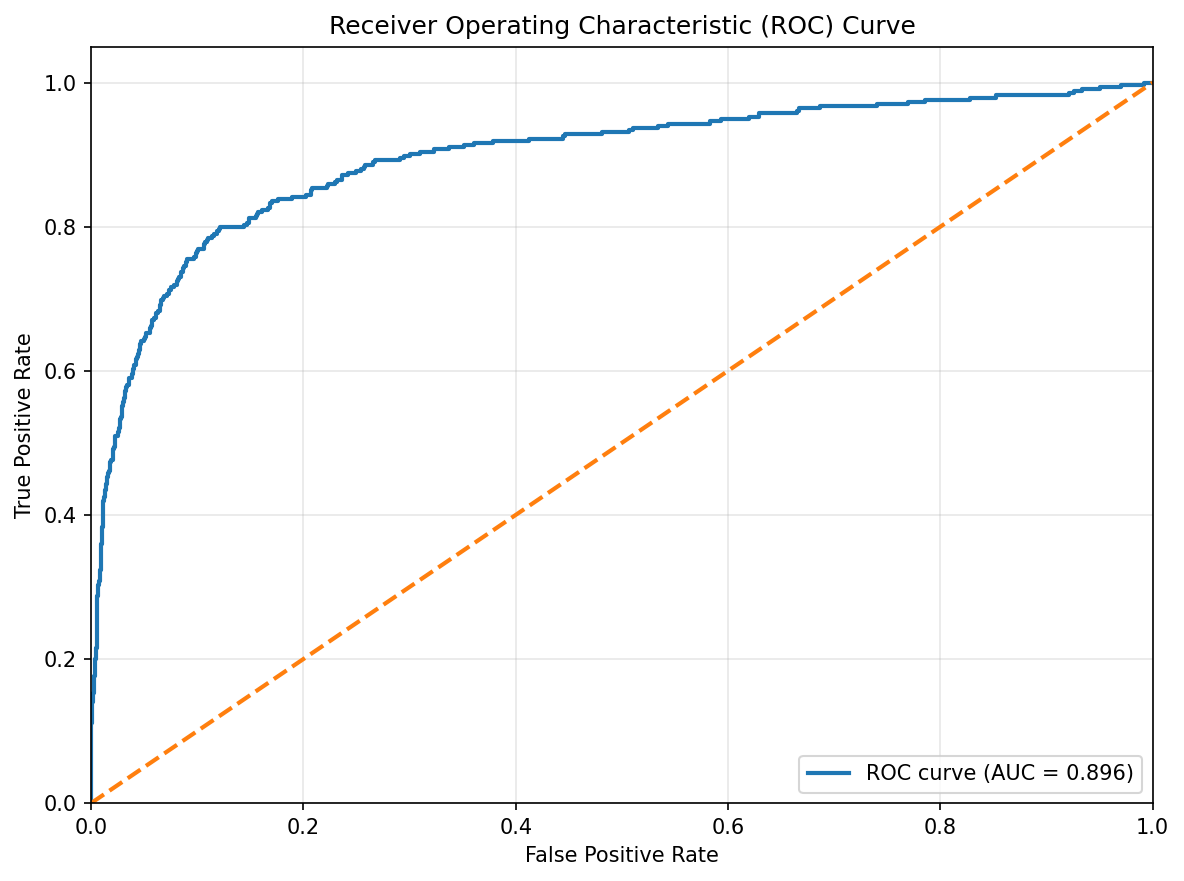 Receiver Operating Characteristic (ROC) Curve
1.0
0.8
0.6
0.4
0.2
0.0
True Positive Rate
ROC curve (AUC = 0.896)
0.0 0.2 0.4 0.6 0.8 1.0
False Positive Rate